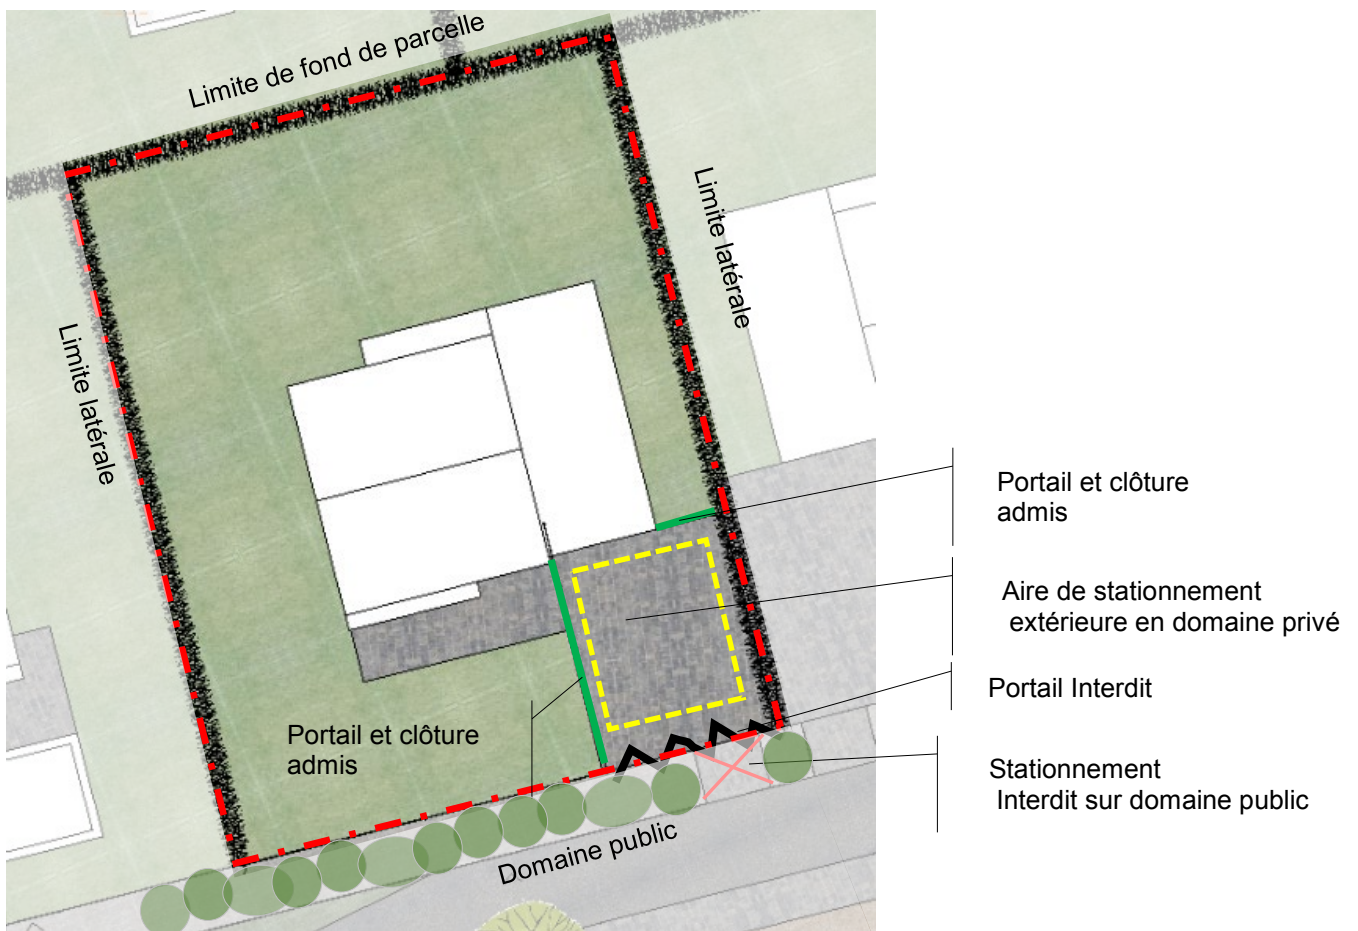 Limite de fond de parcelle
Limite latérale
Limite latérale
Portail et clôture
admis
Aire de stationnement
extérieure en domaine privé
Portail Interdit
Portail et clôture
admis
Stationnement
Interdit sur domaine public
Domaine public